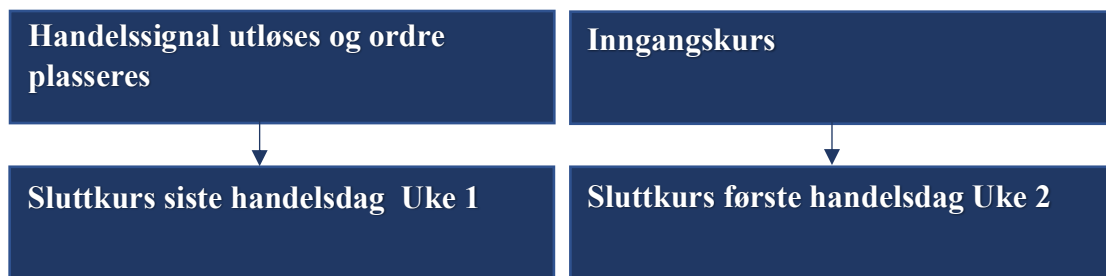 Handelssignal utløses og ordre
plasseres
Inngangskurs
Sluttkurs siste handelsdag  Uke 1
Sluttkurs første handelsdag Uke 2